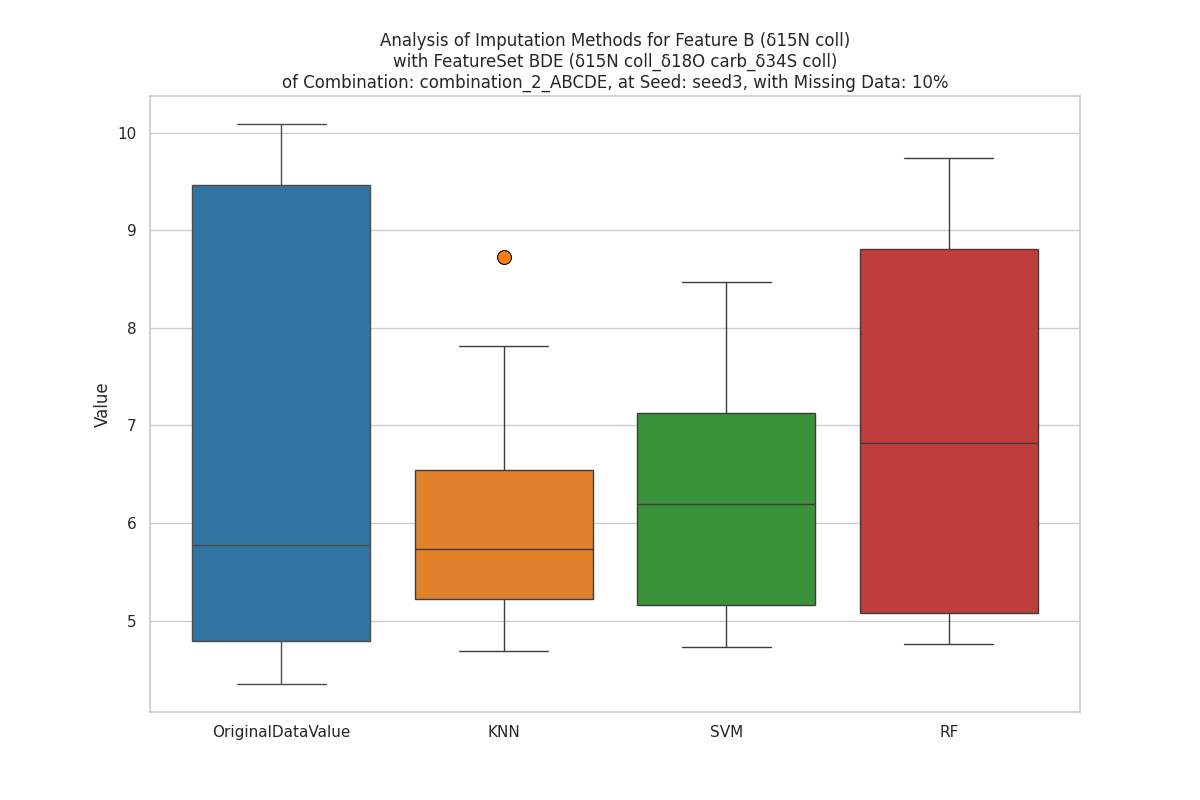 Analysis of Imputation Methods for Feature B (δ15N coll)
with FeatureSet BDE (δ15N coll_δ18O carb_δ34S coll)
of Combination: combination_2_ABCDE, at Seed: seed3, with Missing Data: 10%
10
9
8
7
6
5
Value
OriginalDataValue
KNN
SVM
RF